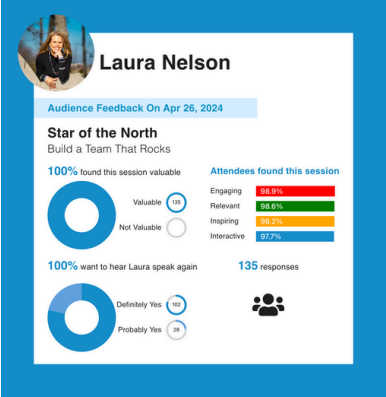 Laura Nelson
Audience Feedback On Apr 26, 2024
Star of the North
Build a Team That Rocks
100% found this session valuable
Valuable 135
Not Valuable
Attendees found this session
Engaging 98.9%
Relevant 98.6%
Inspiring 98.2%
Interactive 97.7%
100% want to hear Laura speak again
Definitely Yes 102
Probably Yes 28
135 responses